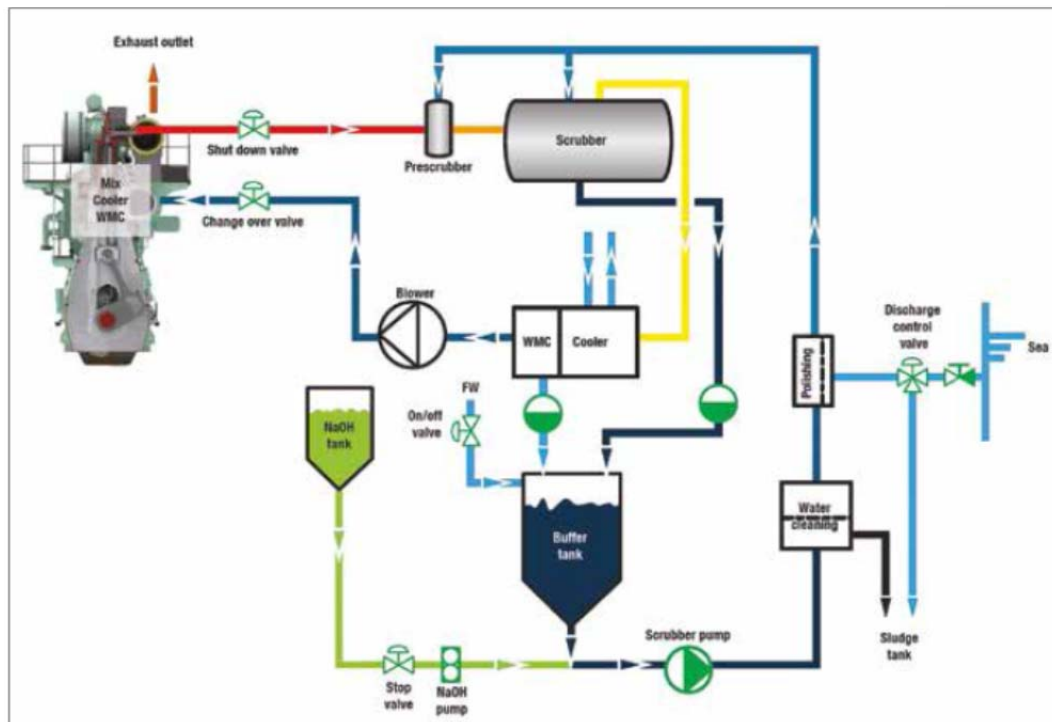 Exhaust outlet
Shut down valve
Prescrubber
Scrubber
Mix
Cooler
WMC
Change over valve
Blower
WMC
Cooler
Discharge
control
valve
Sea
Polishing
FW
On/off
valve
NaOH
tank
Water
cleaning
Buffer
tank
Scrubber pump
Sludge
tank
Stop
valve
NaOH
pump